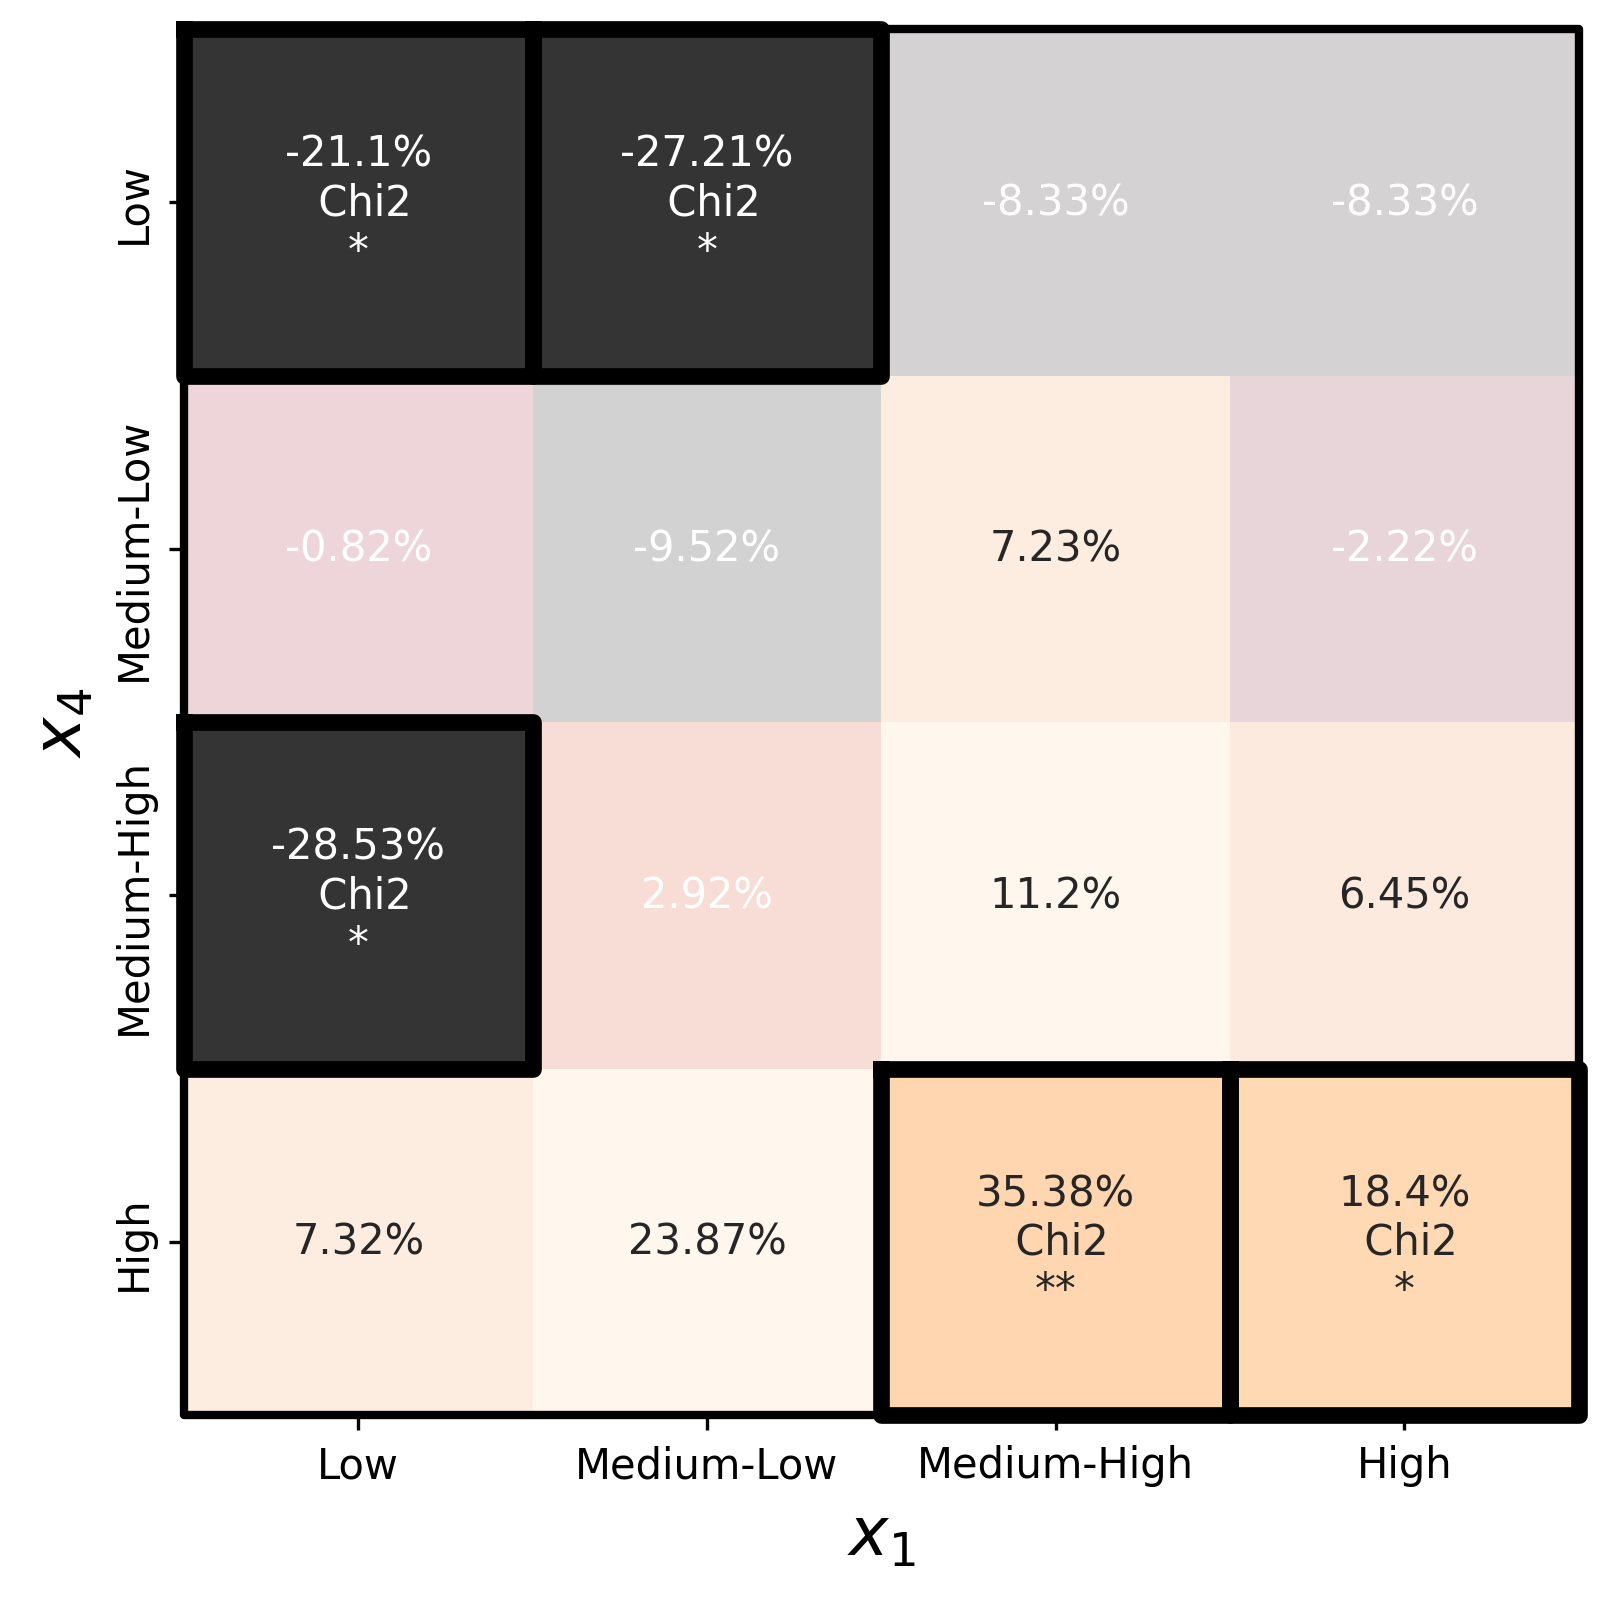 -21.1%
Chi2
*
-27.21%
Chi2
*
-8.33%
-8.33%
Low
-0.82%
-9.52%
7.23%
-2.22%
Medium-Low
-28.53%
Chi2
*
2.92%
11.2%
6.45%
Medium-High
7.32%
23.87%
35.38%
Chi2
**
18.4%
Chi2
*
High
x₄
Low
Medium-Low
Medium-High
High
x₁